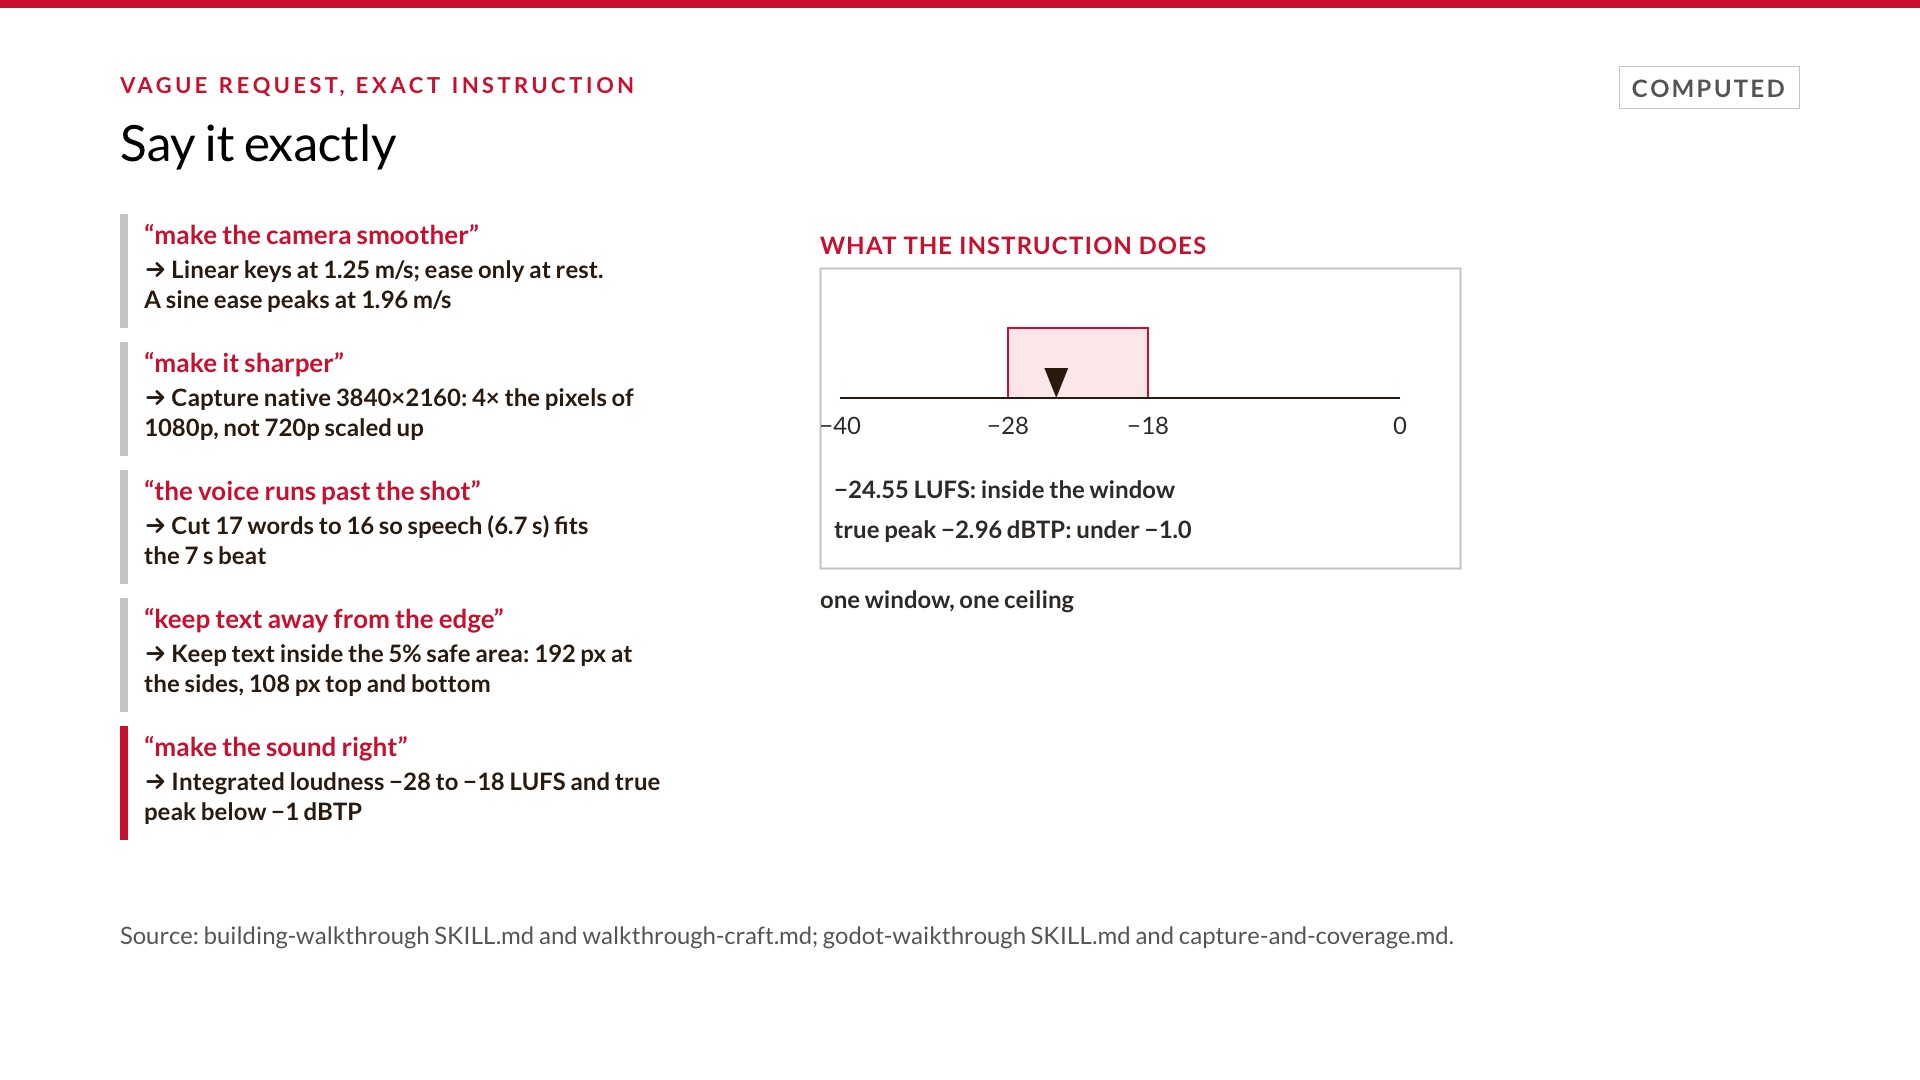 VAGUE REQUEST, EXACT INSTRUCTION
COMPUTED
Say it exactly
“make the camera smoother”
→ Linear keys at 1.25 m/s; ease only at rest.
A sine ease peaks at 1.96 m/s
“make it sharper”
→ Capture native 3840×2160: 4× the pixels of
1080p, not 720p scaled up
“the voice runs past the shot”
→ Cut 17 words to 16 so speech (6.7 s) fits
the 7 s beat
“keep text away from the edge”
→ Keep text inside the 5% safe area: 192 px at
the sides, 108 px top and bottom
“make the sound right”
→ Integrated loudness −28 to −18 LUFS and true
peak below −1 dBTP
WHAT THE INSTRUCTION DOES
−40 −28 −18 0
−24.55 LUFS: inside the window
true peak −2.96 dBTP: under −1.0
one window, one ceiling
Source: building-walkthrough SKILL.md and walkthrough-craft.md; godot-waikthrough SKILL.md and capture-and-coverage.md.